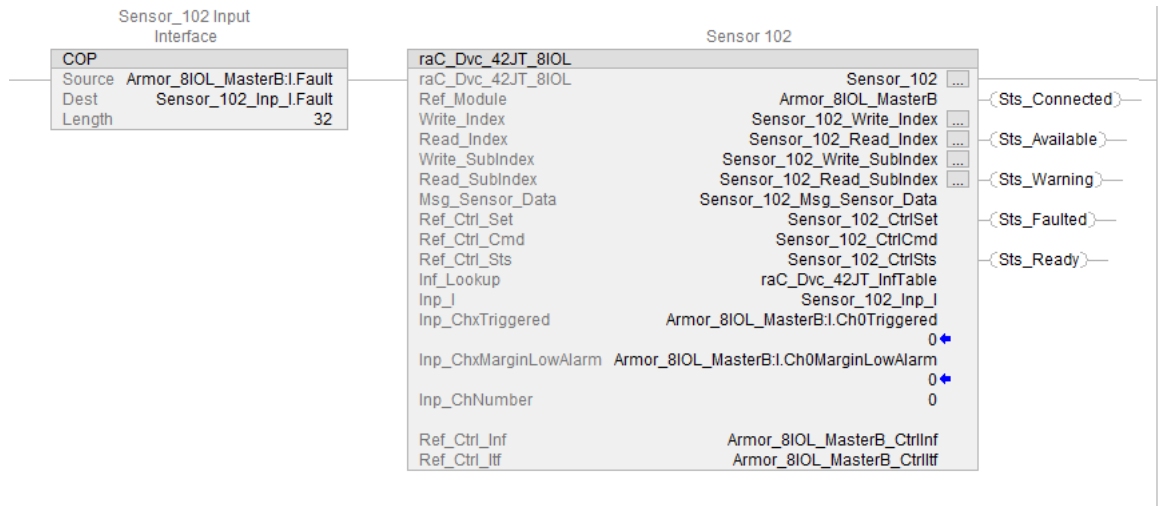 Sensor_102 Input
Interface
COP
Source Armor_8IOL_MasterB:I.Fault
Dest Sensor_102_Inp_I.Fault
Length 32
Sensor 102
raC_Dvc_42JT_8IOL
raC_Dvc_42JT_8IOL Sensor_102 ...
Ref_Module Armor_8IOL_MasterB (Sts_Connected)
Write_Index Sensor_102_Write_Index ...
Read_Index Sensor_102_Read_Index ... (Sts_Available)
Write_SubIndex Sensor_102_Write_SubIndex ...
Read_SubIndex Sensor_102_Read_SubIndex ... (Sts_Warning)
Msg_Sensor_Data Sensor_102_Msg_Sensor_Data
Ref_Ctrl_Set Sensor_102_CtrlSet (Sts_Faulted)
Ref_Ctrl_Cmd Sensor_102_CtrlCmd
Ref_Ctrl_Sts Sensor_102_CtrlSts (Sts_Ready)
Inf_Lookup raC_Dvc_42JT_InfTable
Inp_I Sensor_102_Inp_I
Inp_ChxTriggered Armor_8IOL_MasterB:I.Ch0Triggered
0
Inp_ChxMarginLowAlarm Armor_8IOL_MasterB:I.Ch0MarginLowAlarm
0
Inp_ChNumber 0
Ref_Ctrl_Inf Armor_8IOL_MasterB_CtrlInf
Ref_Ctrl_Itf Armor_8IOL_MasterB_CtrlItf